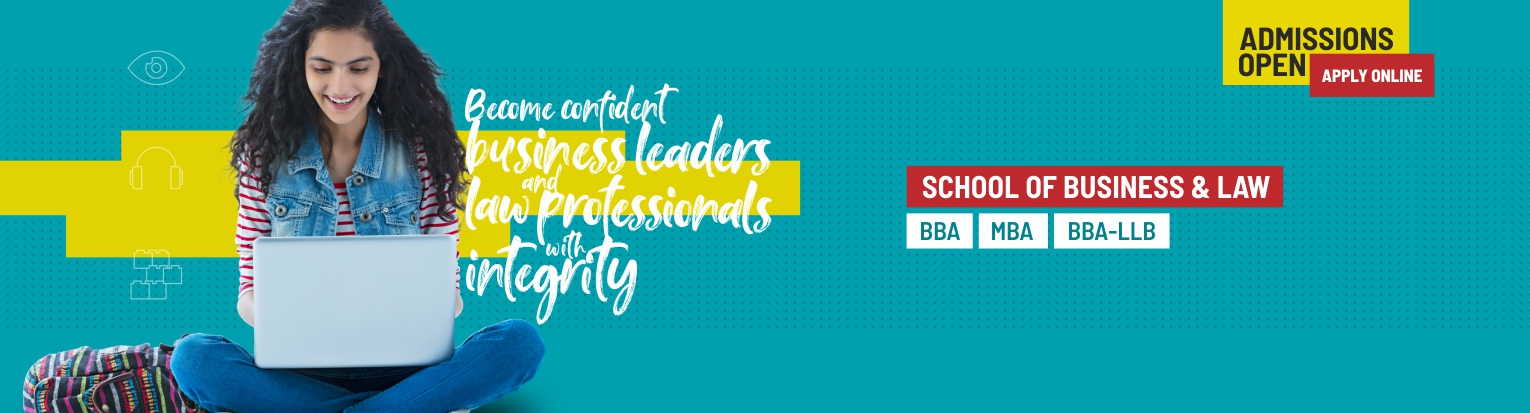 Become confident
business leaders
and
law professionals
with
integrity
ADMISSIONS
OPEN
APPLY ONLINE
SCHOOL OF BUSINESS & LAW
BBA
MBA
BBA-LLB